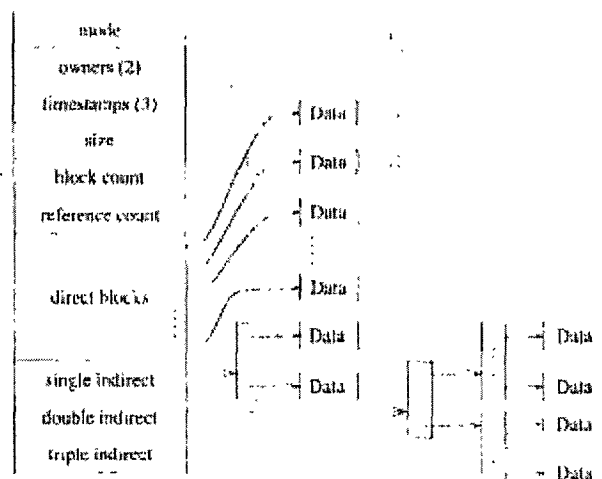 mode
owners (2)
timestamps (3)
size
block count
reference count
direct blocks
single indirect
double indirect
triple indirect
Data
Data
Data
Data
Data
Data
Data
Data
Data
Data